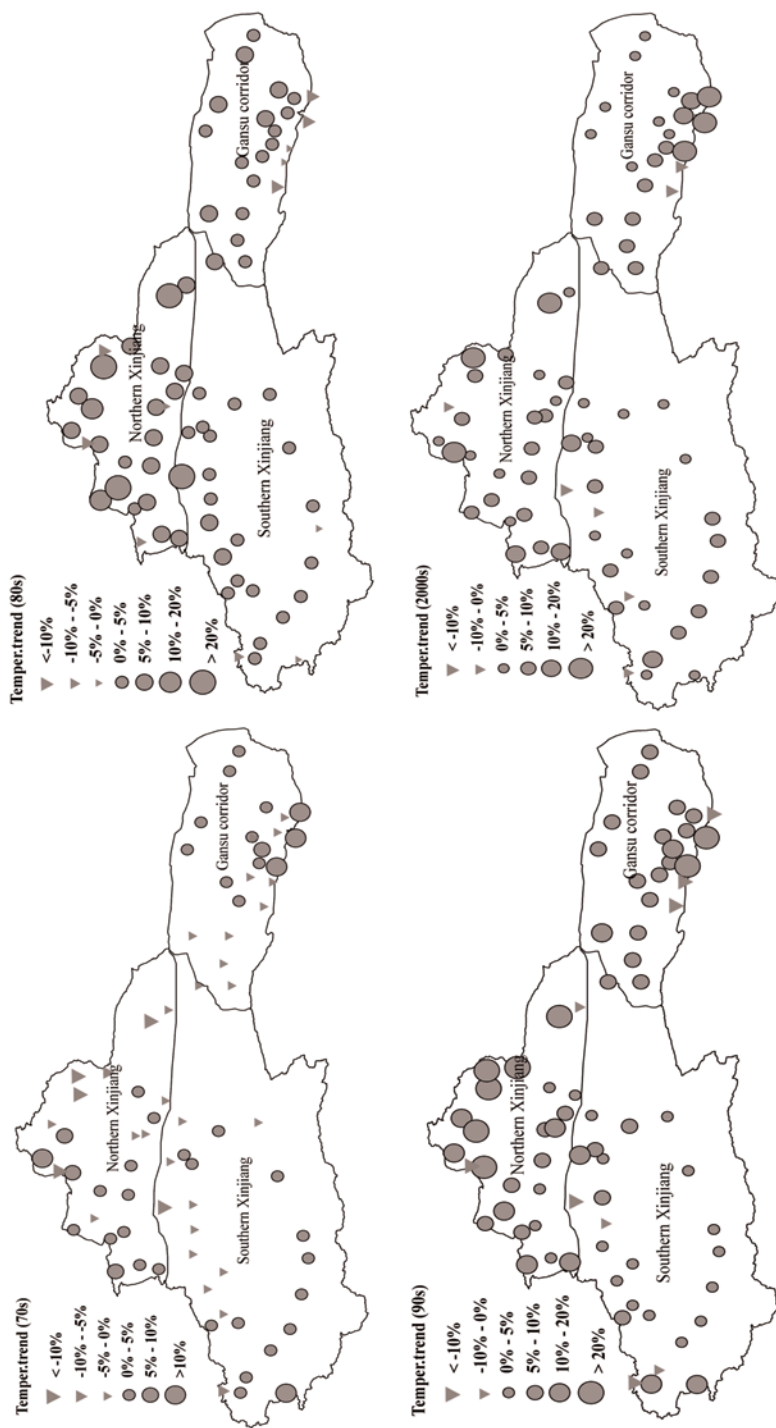 Temper.trend (70s)
< -10%
-10% - -5%
-5% - 0%
0% - 5%
5% - 10%
>10%
Northern Xinjiang
Gansu corridor
Southern Xinjiang
Temper.trend (80s)
<-10%
-10% - -5%
-5% - 0%
0% - 5%
5% - 10%
10% - 20%
> 20%
Northern Xinjiang
Gansu corridor
Southern Xinjiang
Temper.trend (90s)
< -10%
-10% - 0%
0% - 5%
5% - 10%
10% - 20%
> 20%
Northern Xinjiang
Gansu corridor
Southern Xinjiang
Temper.trend (2000s)
< -10%
-10% - 0%
0% - 5%
5% - 10%
10% - 20%
> 20%
Northern Xinjiang
Gansu corridor
Southern Xinjiang